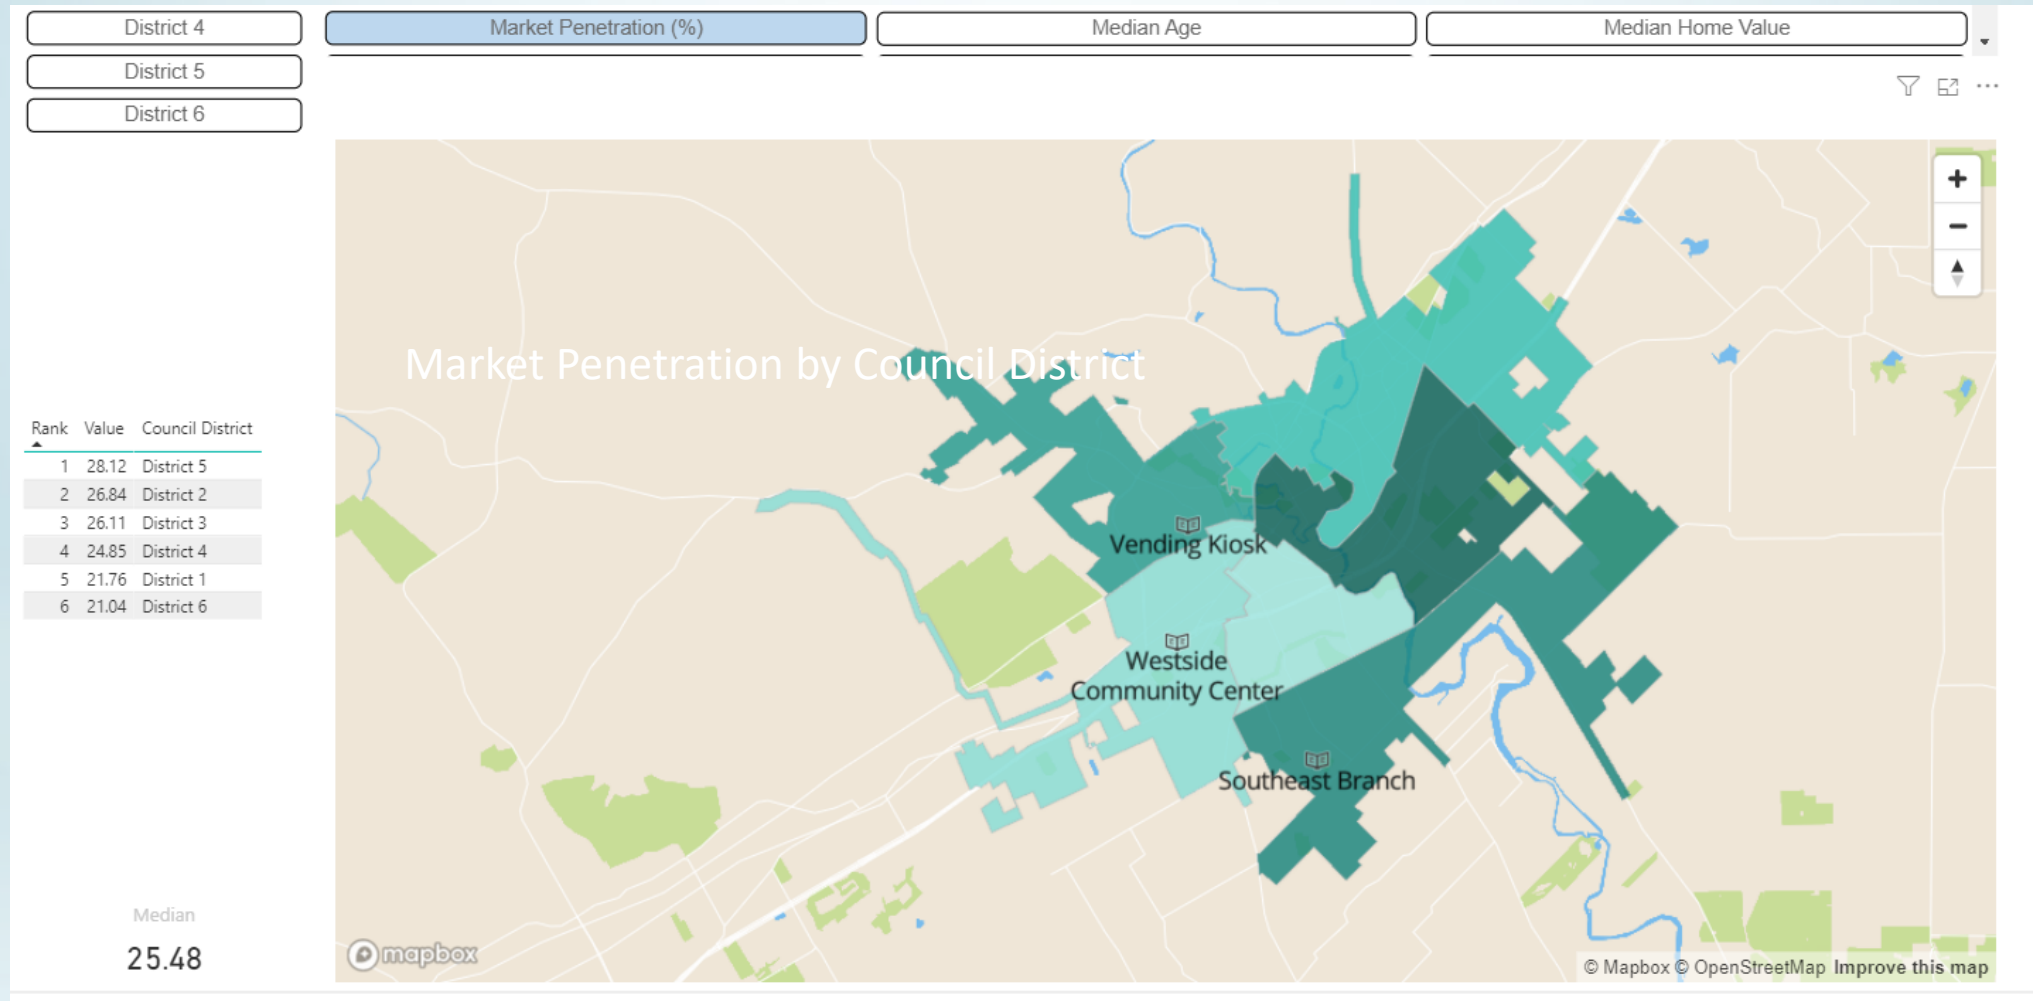 District 4
District 5
District 6
Market Penetration (%)
Median Age
Median Home Value
Market Penetration by Council District
Rank Value Council District
1 28.12 District 5
2 26.84 District 2
3 26.11 District 3
4 24.85 District 4
5 21.76 District 1
6 21.04 District 6
Median
25.48
Vending Kiosk
Westside
Community Center
Southeast Branch
mapbox
© Mapbox © OpenStreetMap Improve this map